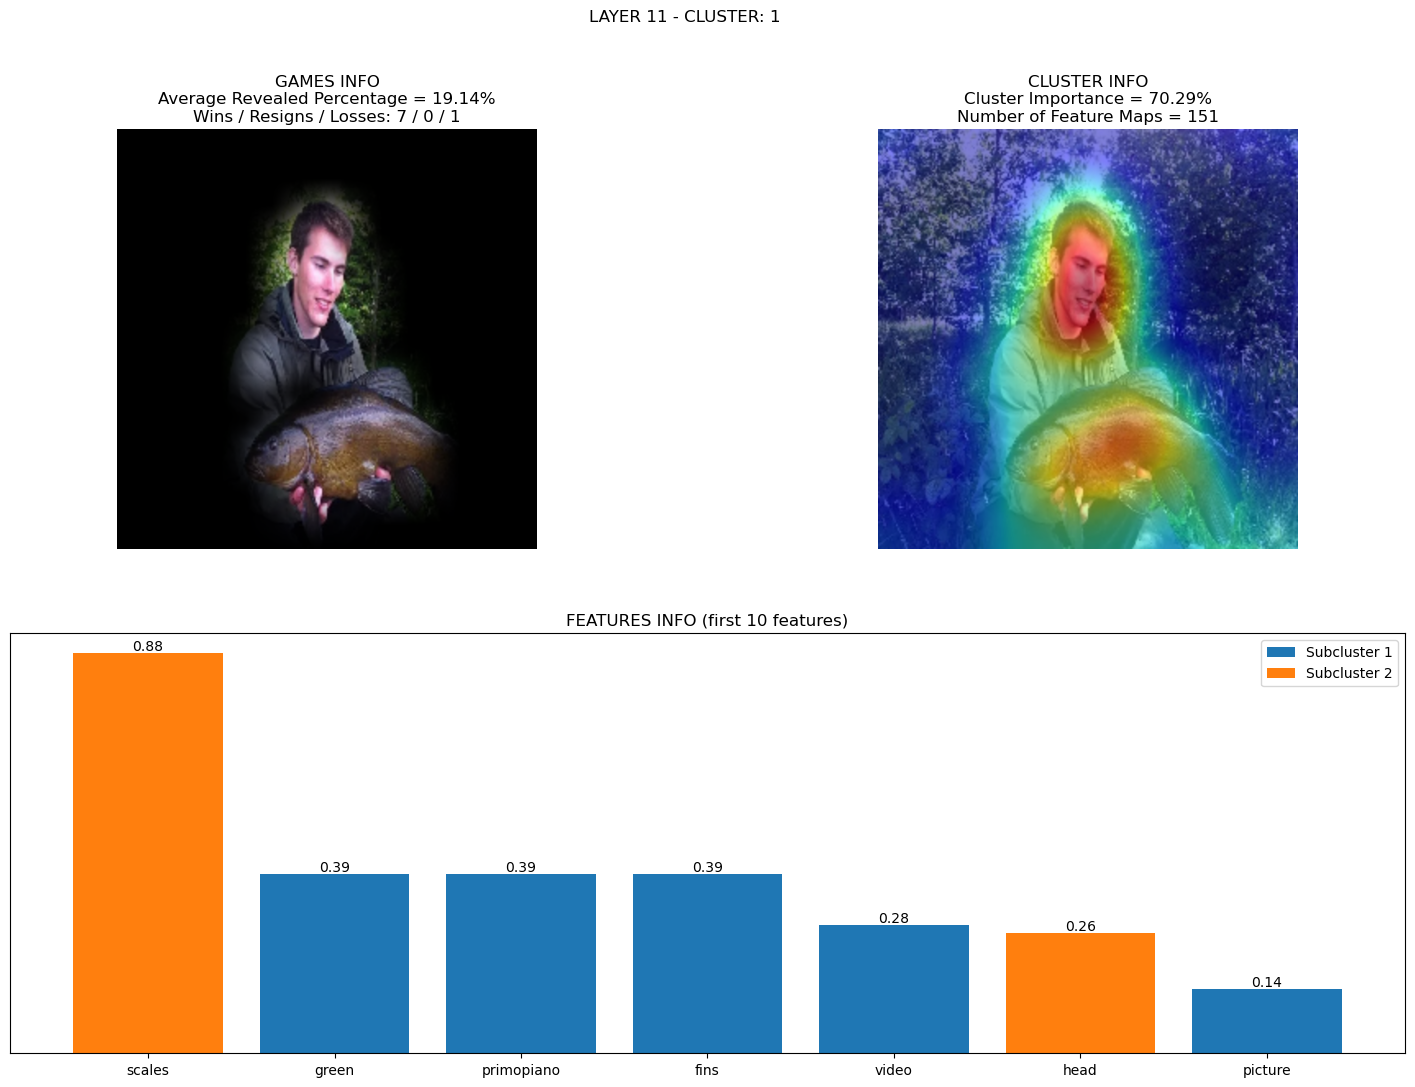 LAYER 11 - CLUSTER: 1
GAMES INFO
Average Revealed Percentage = 19.14%
Wins / Resigns / Losses: 7 / 0 / 1
CLUSTER INFO
Cluster Importance = 70.29%
Number of Feature Maps = 151
FEATURES INFO (first 10 features)
Subcluster 1
Subcluster 2
0.88
0.39
0.39
0.39
0.28
0.26
0.14
scales
green
primopiano
fins
video
head
picture